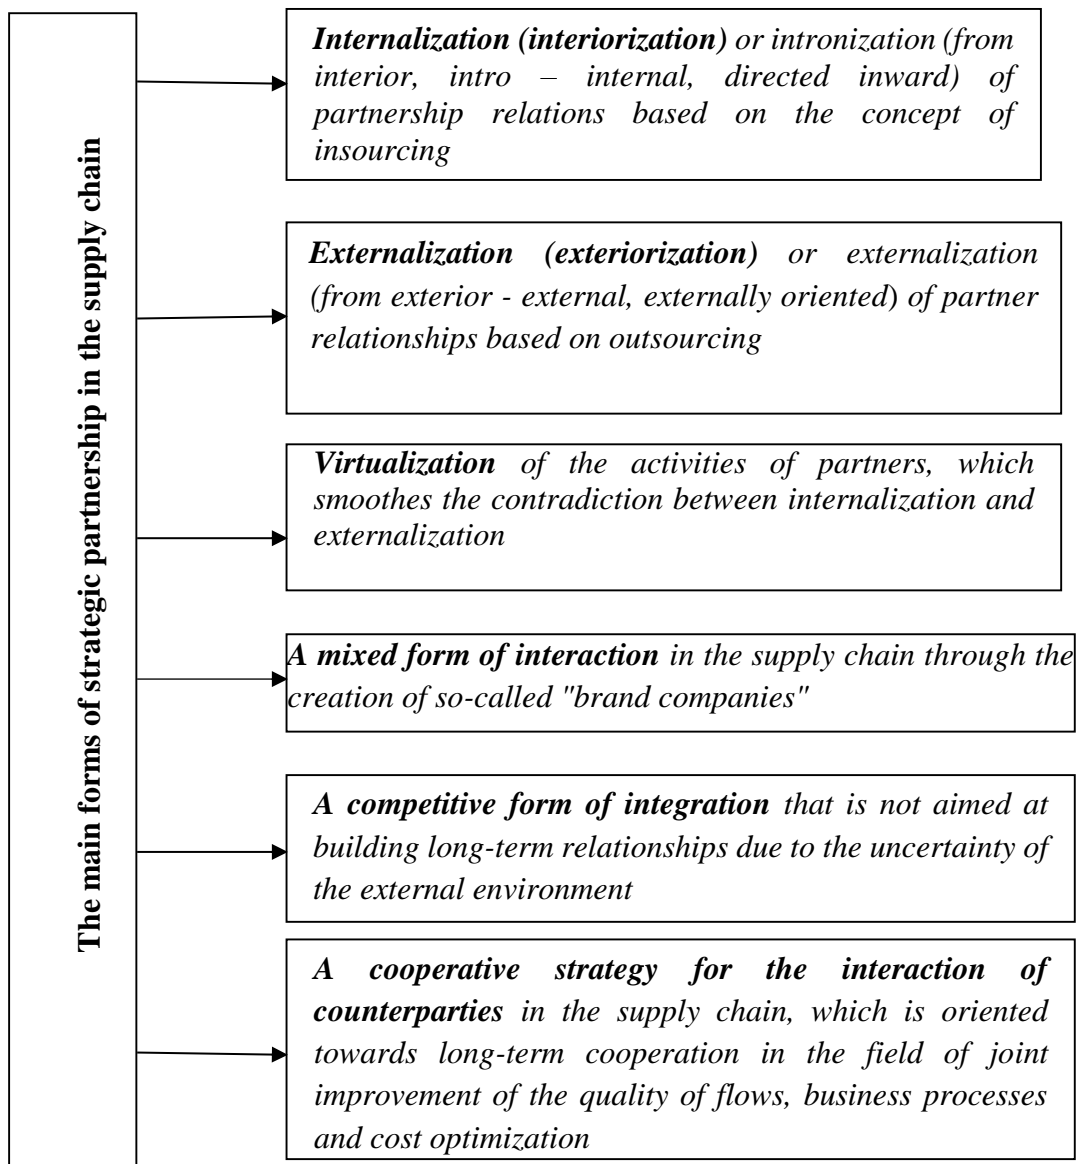 The main forms of strategic partnership in the supply chain
Internalization (interiorization) or intronization (from
interior, intro – internal, directed inward) of
partnership relations based on the concept of
insourcing
Externalization (exteriorization) or externalization
(from exterior - external, externally oriented) of partner
relationships based on outsourcing
Virtualization of the activities of partners, which
smoothes the contradiction between internalization and
externalization
A mixed form of interaction in the supply chain through the
creation of so-called "brand companies"
A competitive form of integration that is not aimed at
building long-term relationships due to the uncertainty of
the external environment
A cooperative strategy for the interaction of
counterparties in the supply chain, which is oriented
towards long-term cooperation in the field of joint
improvement of the quality of flows, business processes
and cost optimization